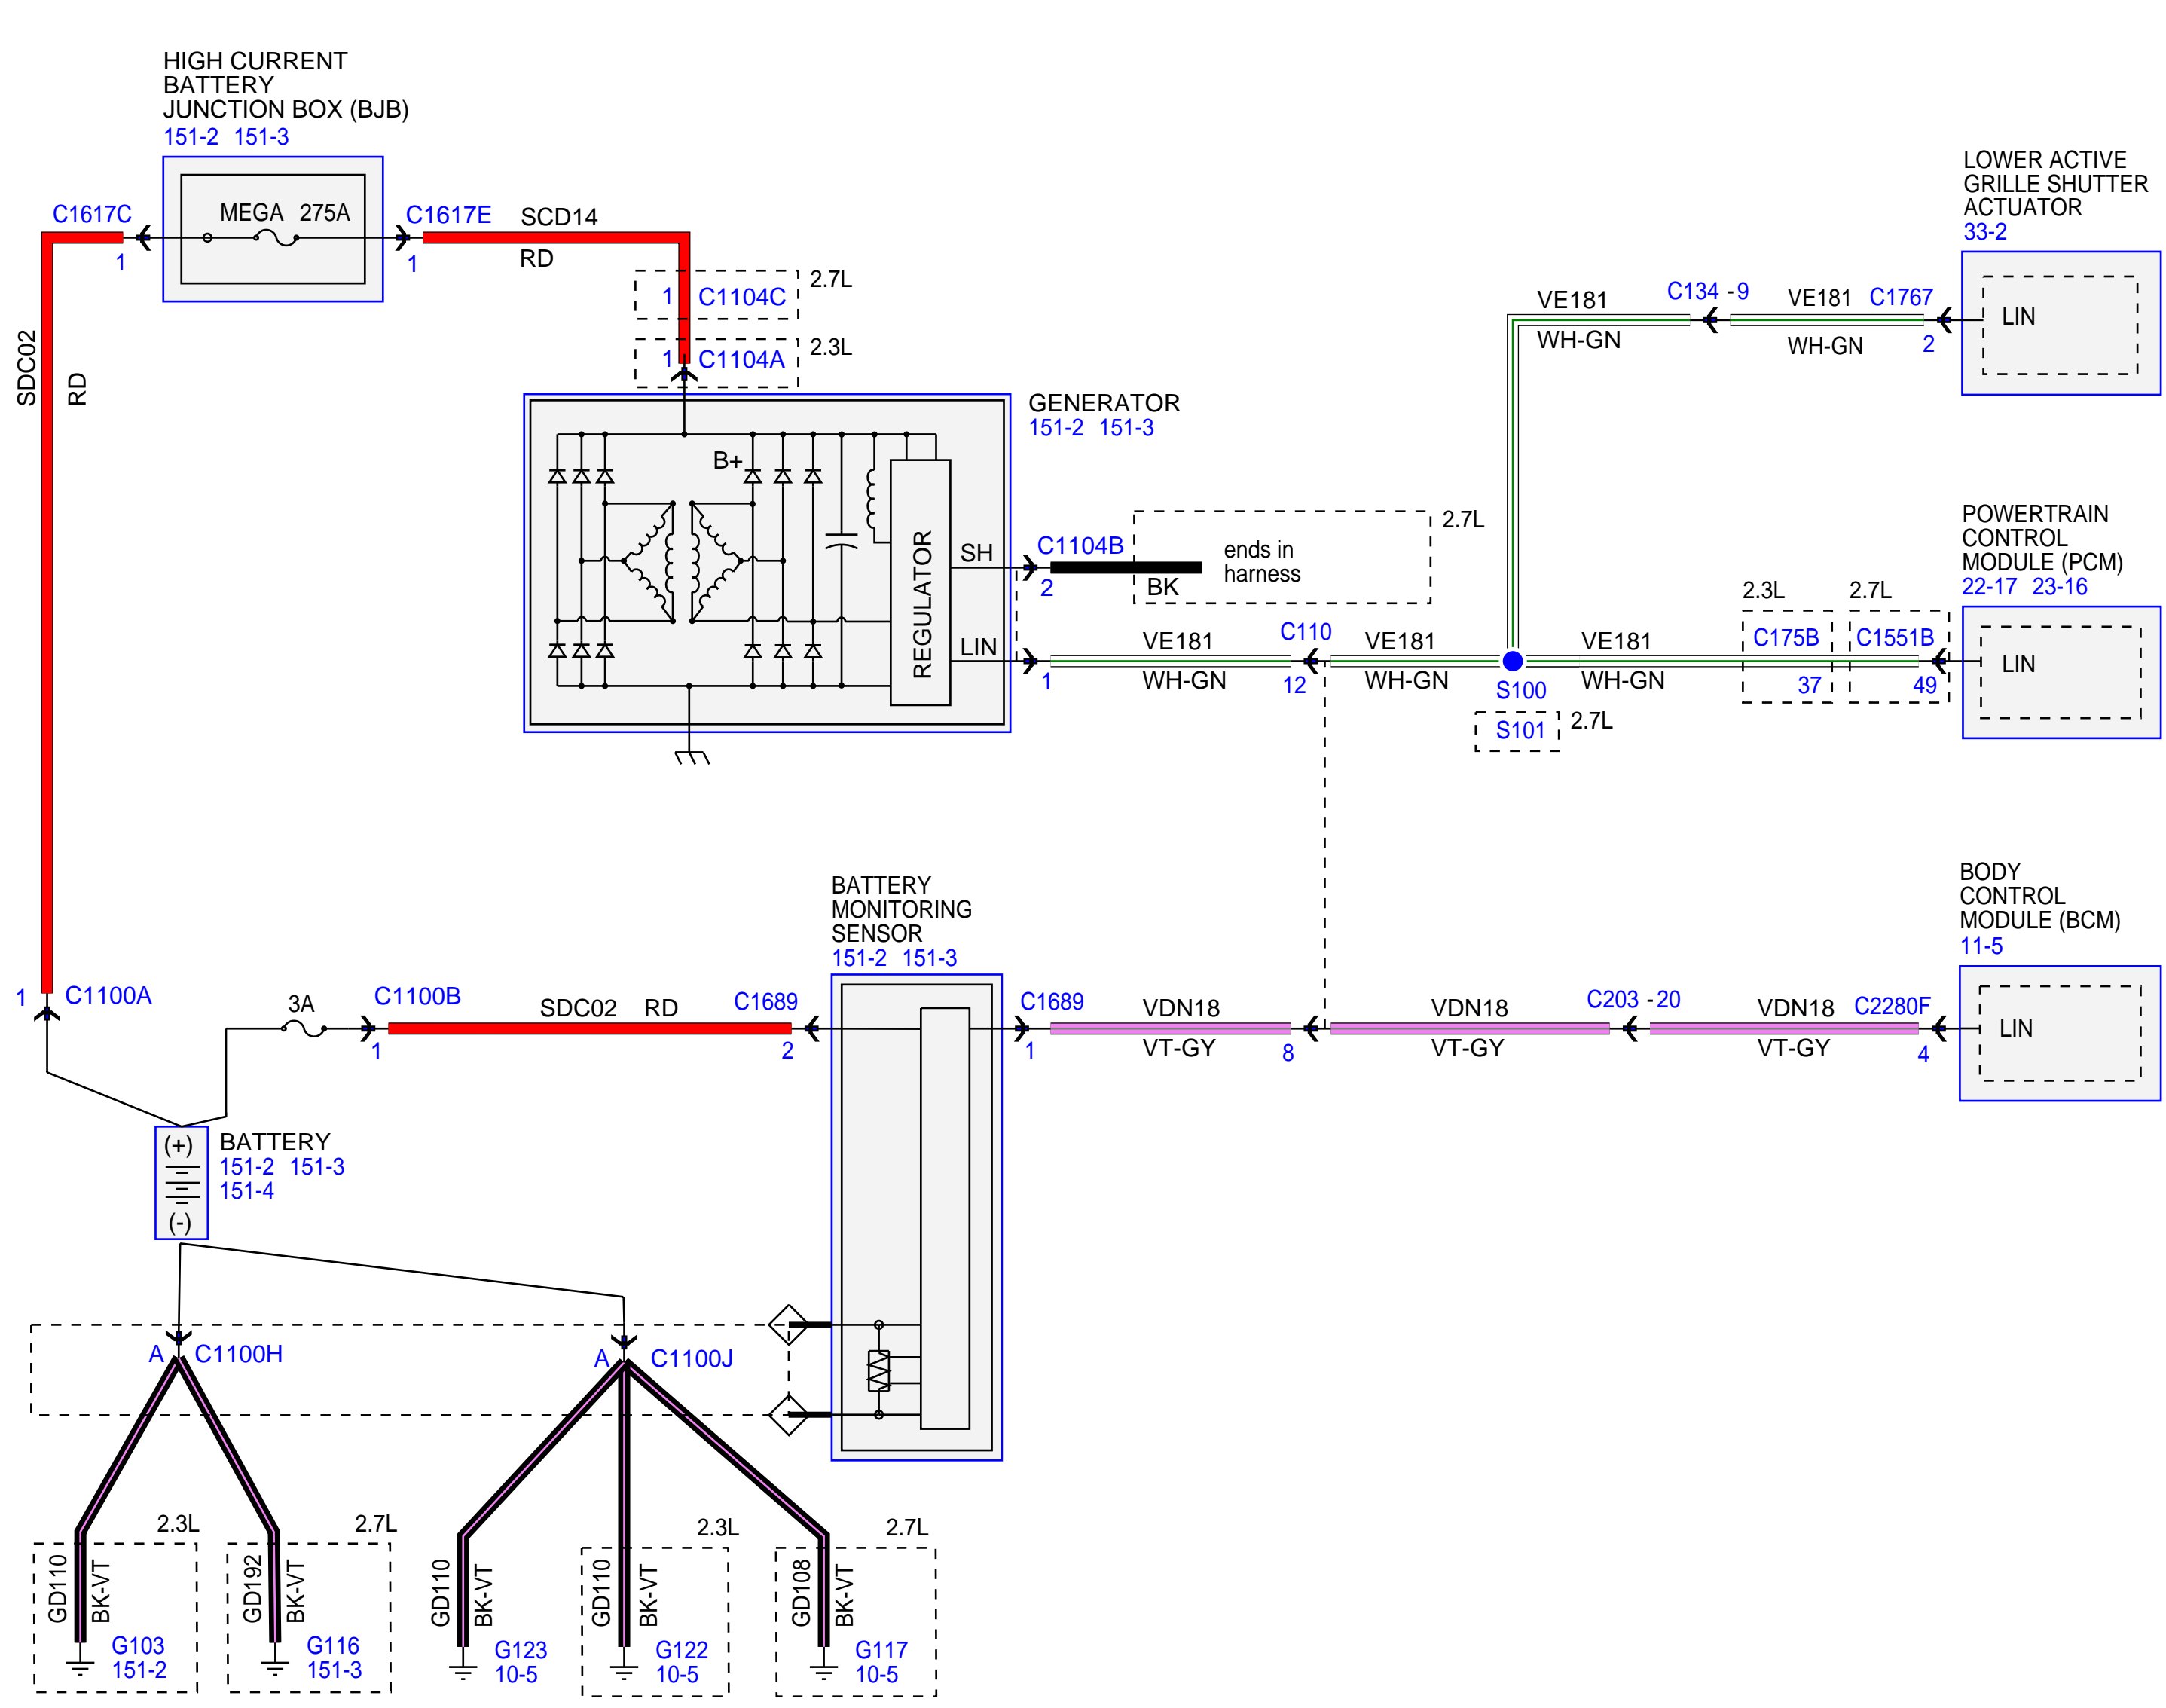 HIGH CURRENT
BATTERY
JUNCTION BOX (BJB)
151-2 151-3
C1617C
1
MEGA 275A
C1617E
1
SCD14
RD
SDC02
RD
1 C1104C
2.7L
1 C1104A
2.3L
GENERATOR
151-2 151-3
B+
REGULATOR
SH
LIN
C1104B
2
BK
ends in
harness
2.7L
1
VE181
WH-GN
C110
12
VE181
WH-GN
S100
S101
2.7L
VE181
WH-GN
VE181
WH-GN
C134 - 9
VE181
WH-GN
C1767
2
LOWER ACTIVE
GRILLE SHUTTER
ACTUATOR
33-2
LIN
2.3L
C175B
37
2.7L
C1551B
49
POWERTRAIN
CONTROL
MODULE (PCM)
22-17 23-16
LIN
1 C1100A
3A
C1100B
1
SDC02 RD
C1689
2
BATTERY
MONITORING
SENSOR
151-2 151-3
C1689
1
VDN18
VT-GY
8
VDN18
VT-GY
C203 - 20
VDN18
VT-GY
C2280F
4
BODY
CONTROL
MODULE (BCM)
11-5
LIN
(+)
(-)
BATTERY
151-2 151-3
151-4
A C1100H
A C1100J
2.3L
GD110
BK-VT
G103
151-2
2.7L
GD192
BK-VT
G116
151-3
GD110
BK-VT
G123
10-5
2.3L
GD110
BK-VT
G122
10-5
2.7L
GD108
BK-VT
G117
10-5